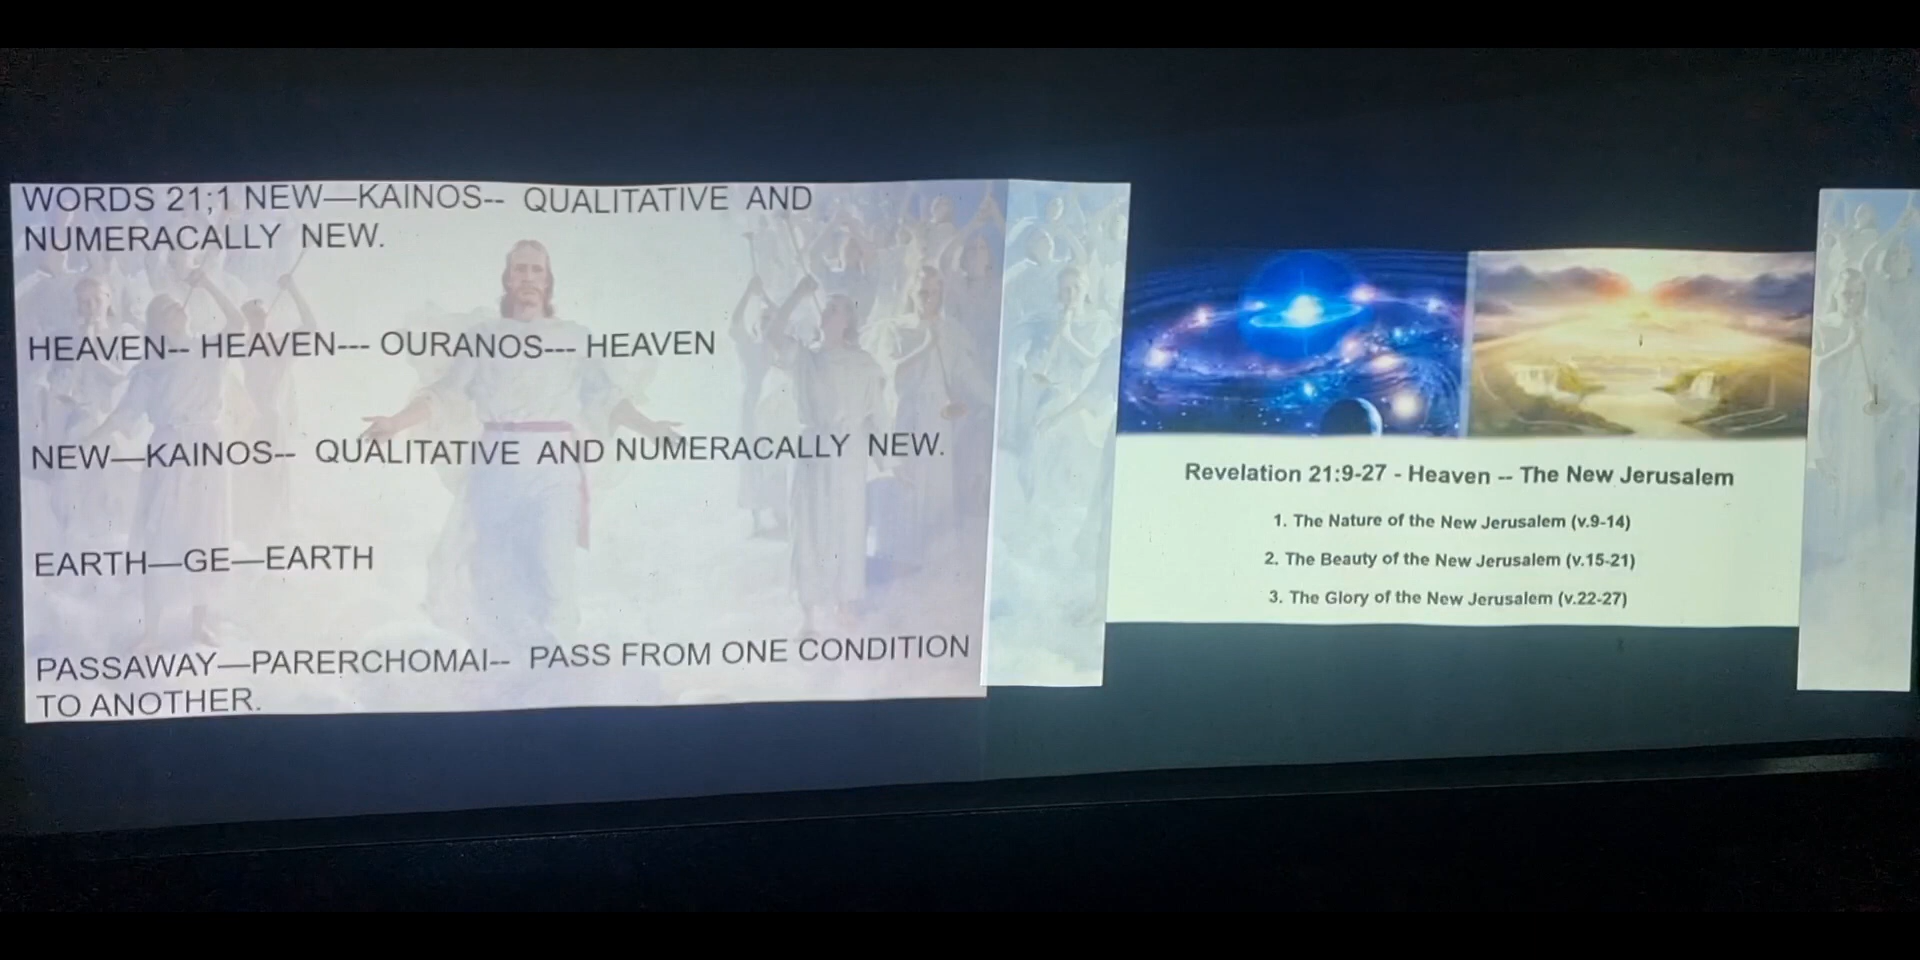 WORDS 21;1 NEW—KAINOS-- QUALITATIVE AND
NUMERACALLY NEW.
HEAVEN-- HEAVEN--- OURANOS--- HEAVEN
NEW—KAINOS-- QUALITATIVE AND NUMERACALLY NEW.
EARTH—GE—EARTH
PASSAWAY—PARERCHOMAI-- PASS FROM ONE CONDITION
TO ANOTHER.
Revelation 21:9-27 - Heaven -- The New Jerusalem
1. The Nature of the New Jerusalem (v.9-14)
2. The Beauty of the New Jerusalem (v.15-21)
3. The Glory of the New Jerusalem (v.22-27)